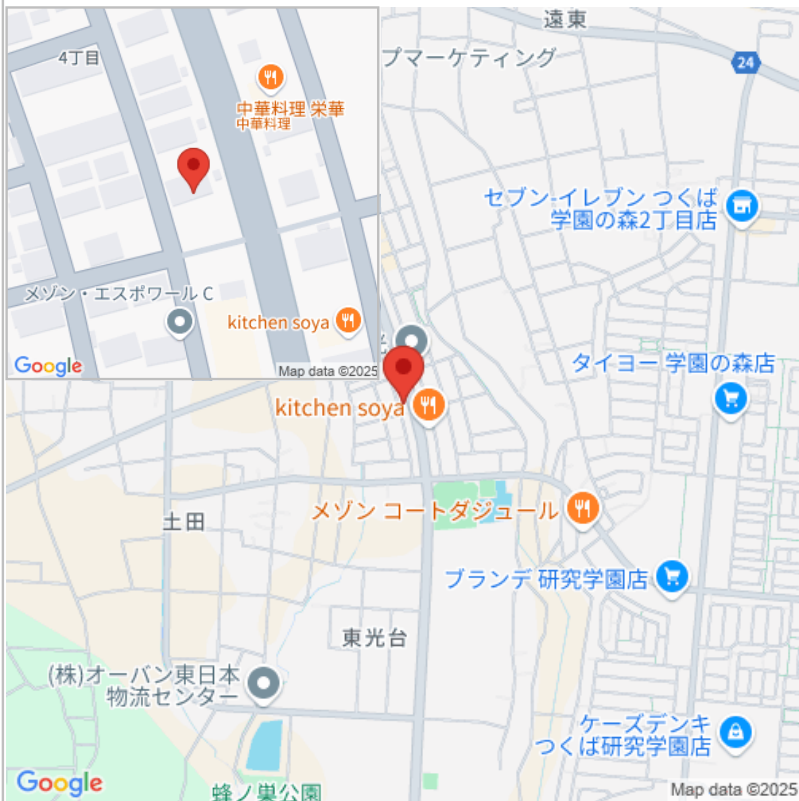 4丁目
中華料理 栄華
中華料理
メゾン・エスポワール C
kitchen soya
Google
Map data ©2025
遠東
プマーケティング
24
セブン-イレブン つくば
学園の森2丁目店
タイヨー 学園の森店
kitchen soya
メゾン コートダジュール
土田
ブランデ 研究学園店
東光台
(株)オーバン東日本
物流センター
ケーズデンキ
つくば研究学園店
蜂ノ巣公園
Google
Map data ©2025